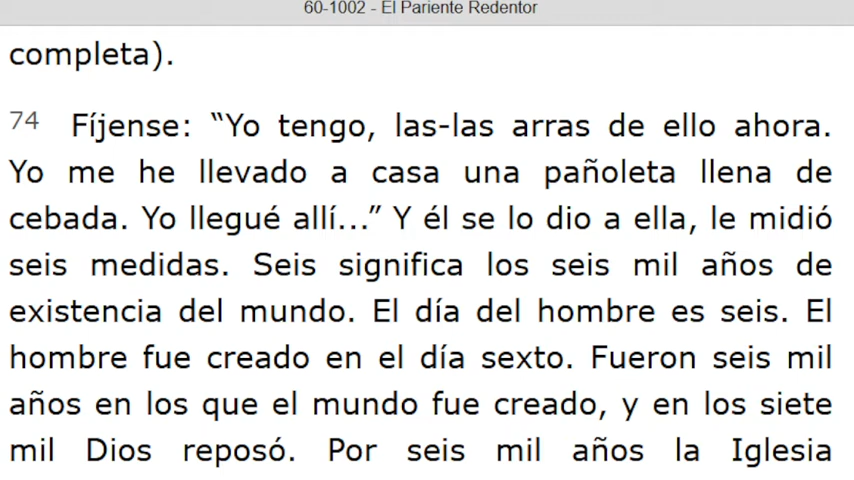 60-1002 - El Pariente Redentor
completa).
74 Fíjense: “Yo tengo, las-las arras de ello ahora.
Yo me he llevado a casa una pañoleta llena de
cebada. Yo llegué allí...” Y él se lo dio a ella, le midió
seis medidas. Seis significa los seis mil años de
existencia del mundo. El día del hombre es seis. El
hombre fue creado en el día sexto. Fueron seis mil
años en los que el mundo fue creado, y en los siete
mil Dios reposó. Por seis mil años la Iglesia